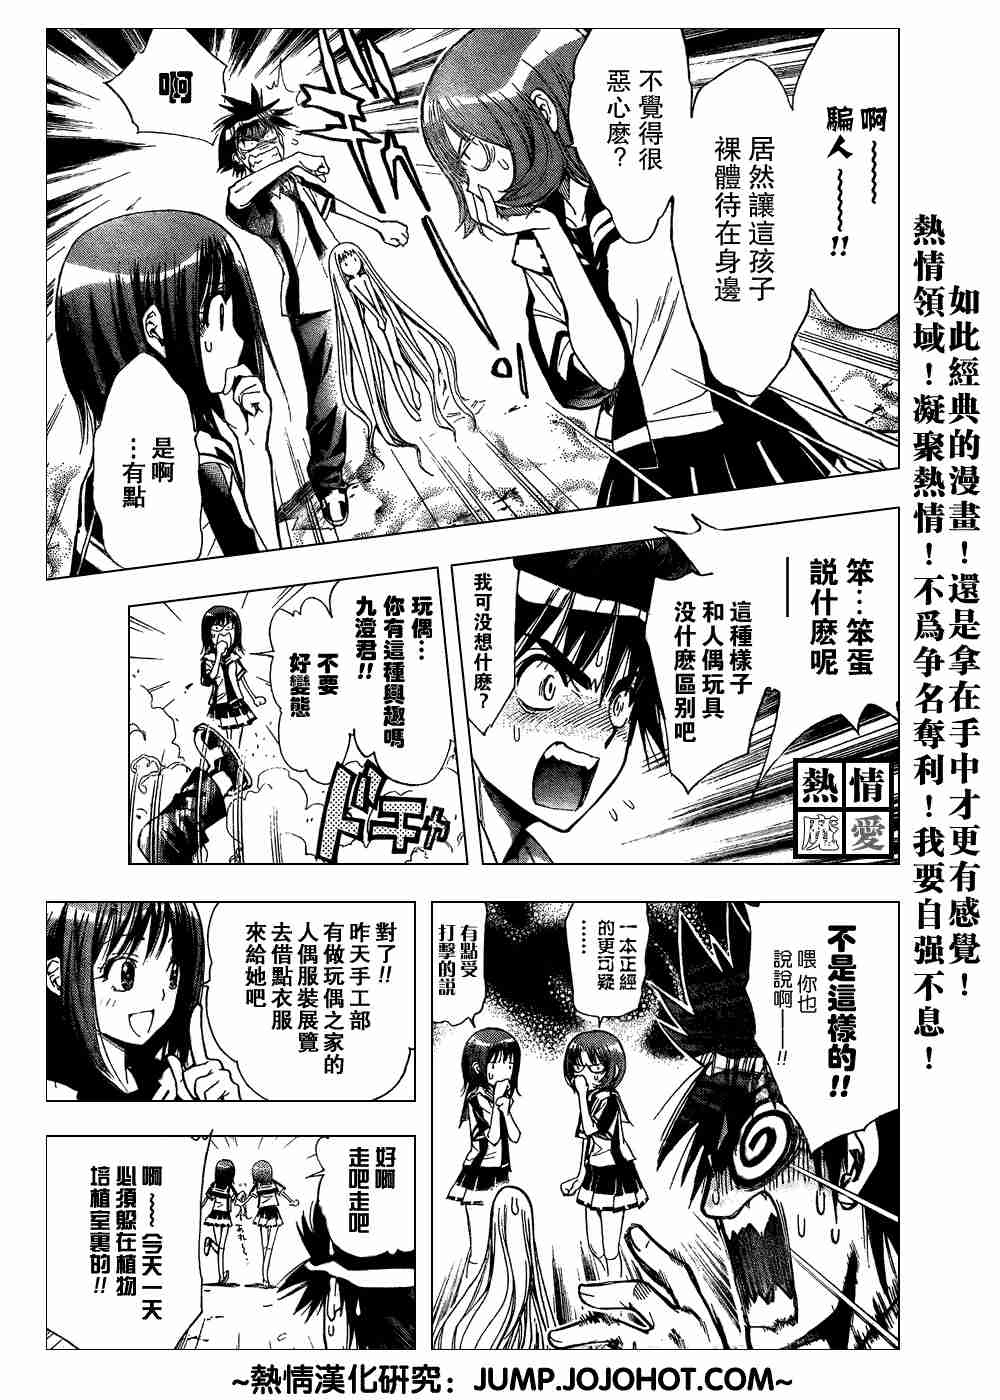 啊～～～
騙人～～～!!
居然讓這孩子
裸體待在身邊
不覺得很
惡心麽?
啊
是啊
…有點
笨…笨蛋
説什麽呢
——
這種樣子
和人偶玩具
没什麽區别吧
我可没想什麽?
玩偶…
你有這種興趣嗎
九澄君!!
不要
好變態
ドキャ
熱情
魔愛
不是這樣的!!
喂 你也
説説啊——!!
一本正經
的更可疑
……
有點受
打擊的說
對了!!
昨天手工部
有做玩偶之家的
人偶服裝展覽
去借點衣服
來給她吧
好啊
走吧走吧
あれ～
啊～～今天一天
必須躲在植物
培植室裏的!!
如此經典的漫畫！還是拿在手中才更有感覺！
熱情領域！凝聚熱情！不爲争名奪利！我要自强不息！
~熱情漢化研究：JUMP.JOJOHOT.COM~